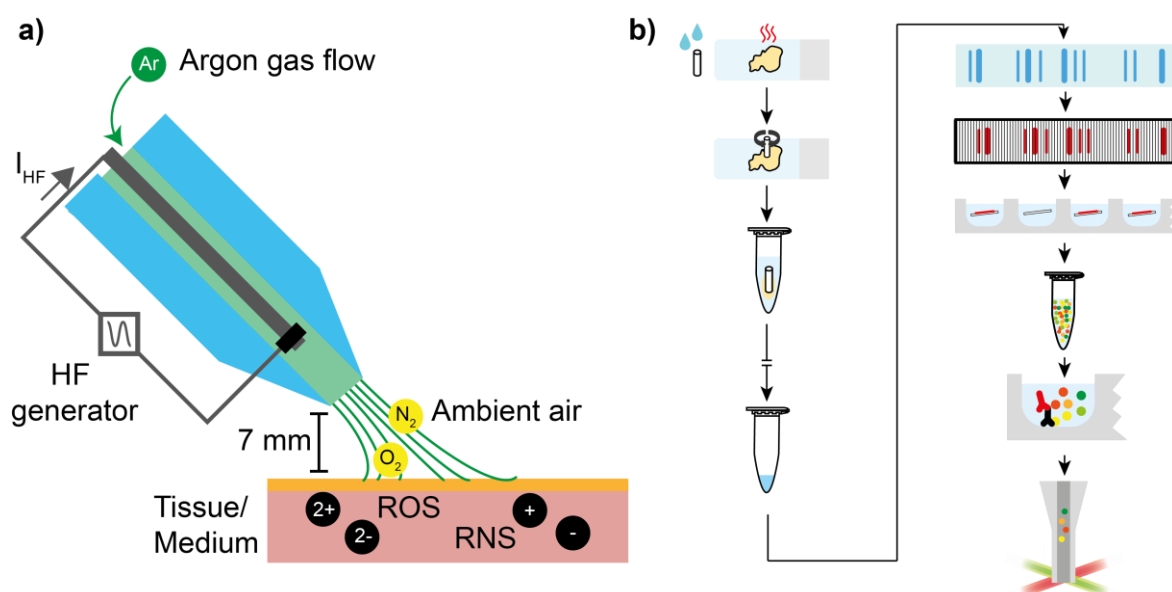 a)
Ar
Argon gas flow
I_HF
HF
generator
7 mm
N₂
Ambient air
O₂
Tissue/
Medium
2+
ROS
+
2-
RNS
-
b)